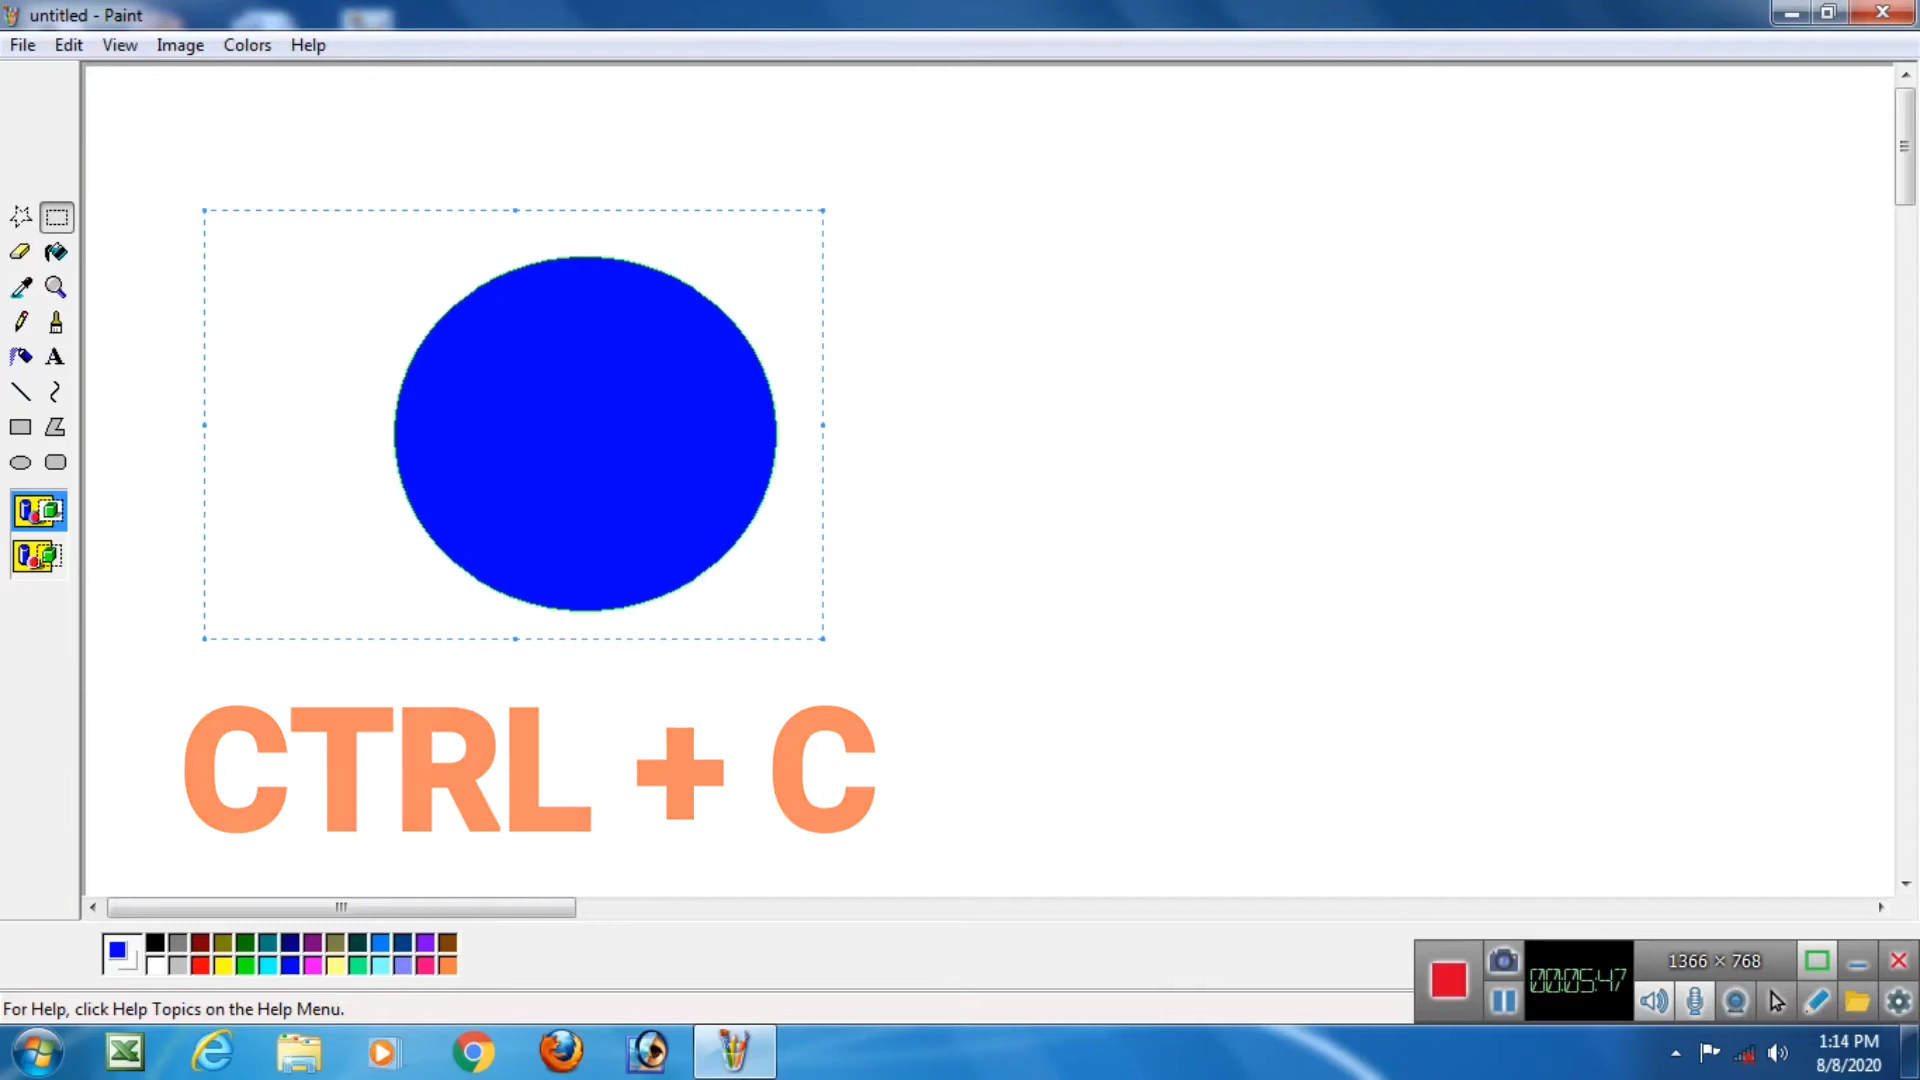 untitled - Paint
File Edit View Image Colors Help
A
CTRL + C
1366 × 768
00:05:47
For Help, click Help Topics on the Help Menu.
1:14 PM
8/8/2020